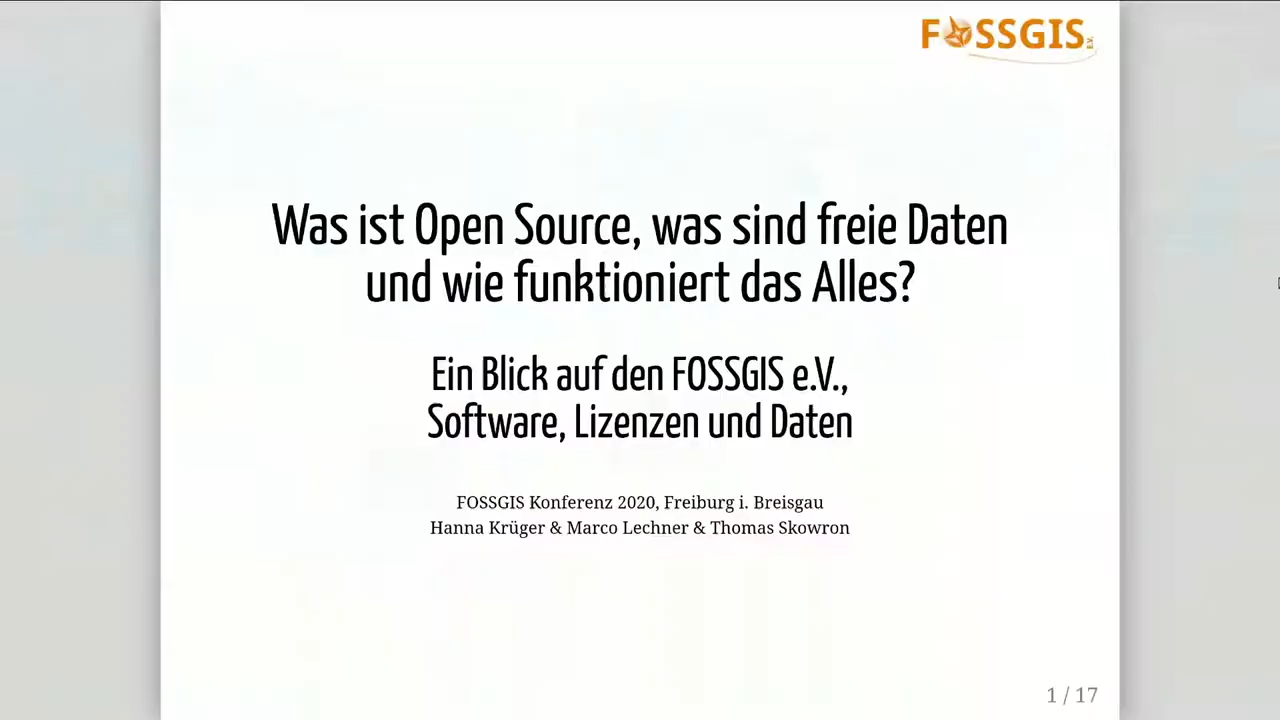 FOSSGIS e.V.
Was ist Open Source, was sind freie Daten
und wie funktioniert das Alles?
Ein Blick auf den FOSSGIS e.V.,
Software, Lizenzen und Daten
FOSSGIS Konferenz 2020, Freiburg i. Breisgau
Hanna Krüger & Marco Lechner & Thomas Skowron
1 / 17